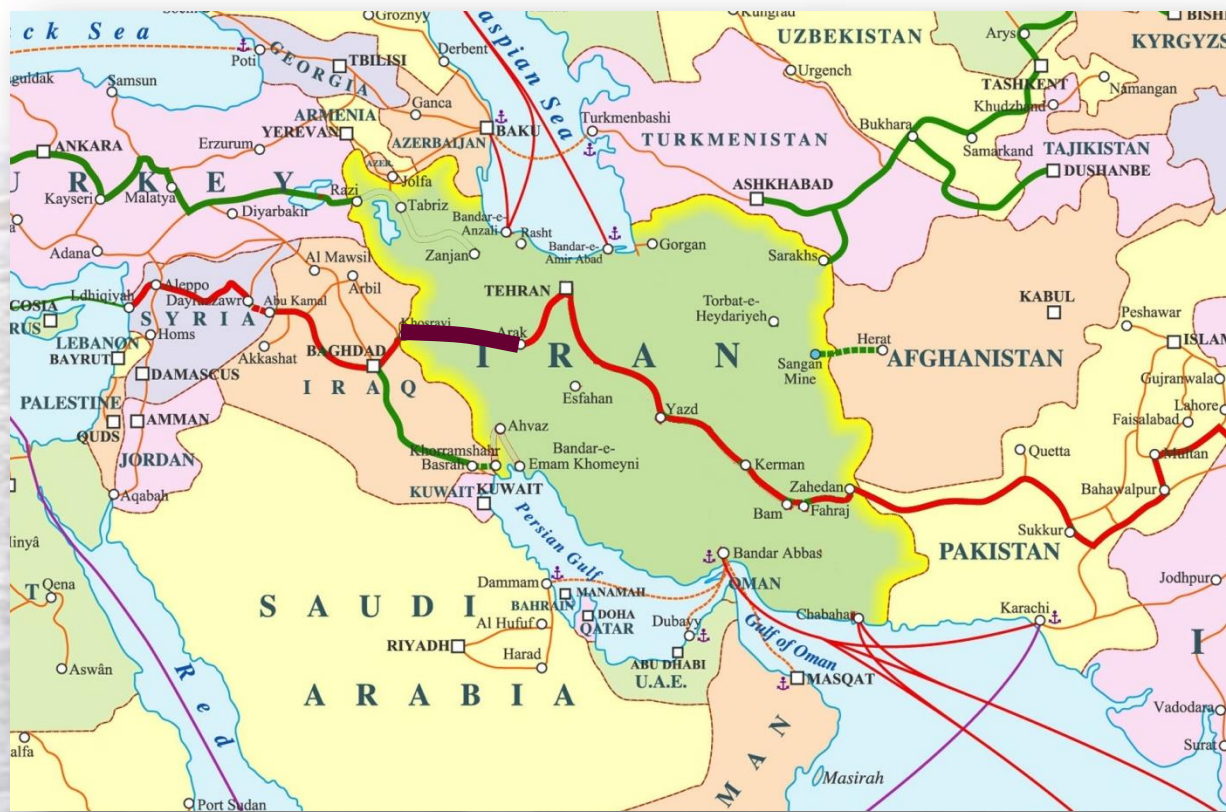 ck Sea
Groznyy
Kungrad
Arys
BISH
UZBEKISTAN
KYRGYZS
Caspian Sea
Derbent
Poti
GEORGIA
TBILISI
Urgench
TASHKENT
Namangan
Khudzhand
aguldak
Samsun
Ganca
ARMENIA
YEREVAN
AZERBAIJAN
BAKU
Turkmenbashi
TURKMENISTAN
Bukhara
Samarkand
TAJIKISTAN
DUSHANBE
ANKARA
Erzurum
AZER.
Jolfa
URKEY
Kayseri
Malatya
Razi
Tabriz
ASHKHABAD
Diyarbakir
Bandar-e-
Anzali
Rasht
Bandar-e-
Amir Abad
Gorgan
Adana
Zanjan
Sarakhs
Al Mawsil
Arbil
TEHRAN
KABUL
Ldhiqiyah
Aleppo
Dayrazzawr
Abu Kamal
Torbat-e-
Heydariyeh
Peshawar
ISLAM
COSIA
RUS
SYRIA
Khosravi
Arak
Herat
LEBANON
Homs
BAYRUT
Akkashat
BAGHDAD
IRAN
Sangan
Mine
AFGHANISTAN
Gujranwala
DAMASCUS
IRAQ
Esfahan
Lahore
Faisalabad
PALESTINE
AMMAN
QUDS
Yazd
Ahvaz
JORDAN
Khorramshahr
Basrah
Bandar-e-
Emam Khomeyni
Kerman
Quetta
Multan
Aqabah
KUWAIT
KUWAIT
Zahedan
Bahawalpur
Bam
Fahraj
Sukkur
Persian Gulf
Bandar Abbas
PAKISTAN
Qena
T
Dammam
MANAMAH
BAHRAIN
OMAN
Jodhpur
SAUDI
Al Hufuf
DOHA
QATAR
Dubayy
Chabahar
Karachi
RIYADH
Gulf of Oman
I
Aswân
Harad
ABU DHABI
U.A.E.
MASQAT
Red
ARABIA
Vadodara
MAN
Surat
alfa
Masirah
Port Sudan